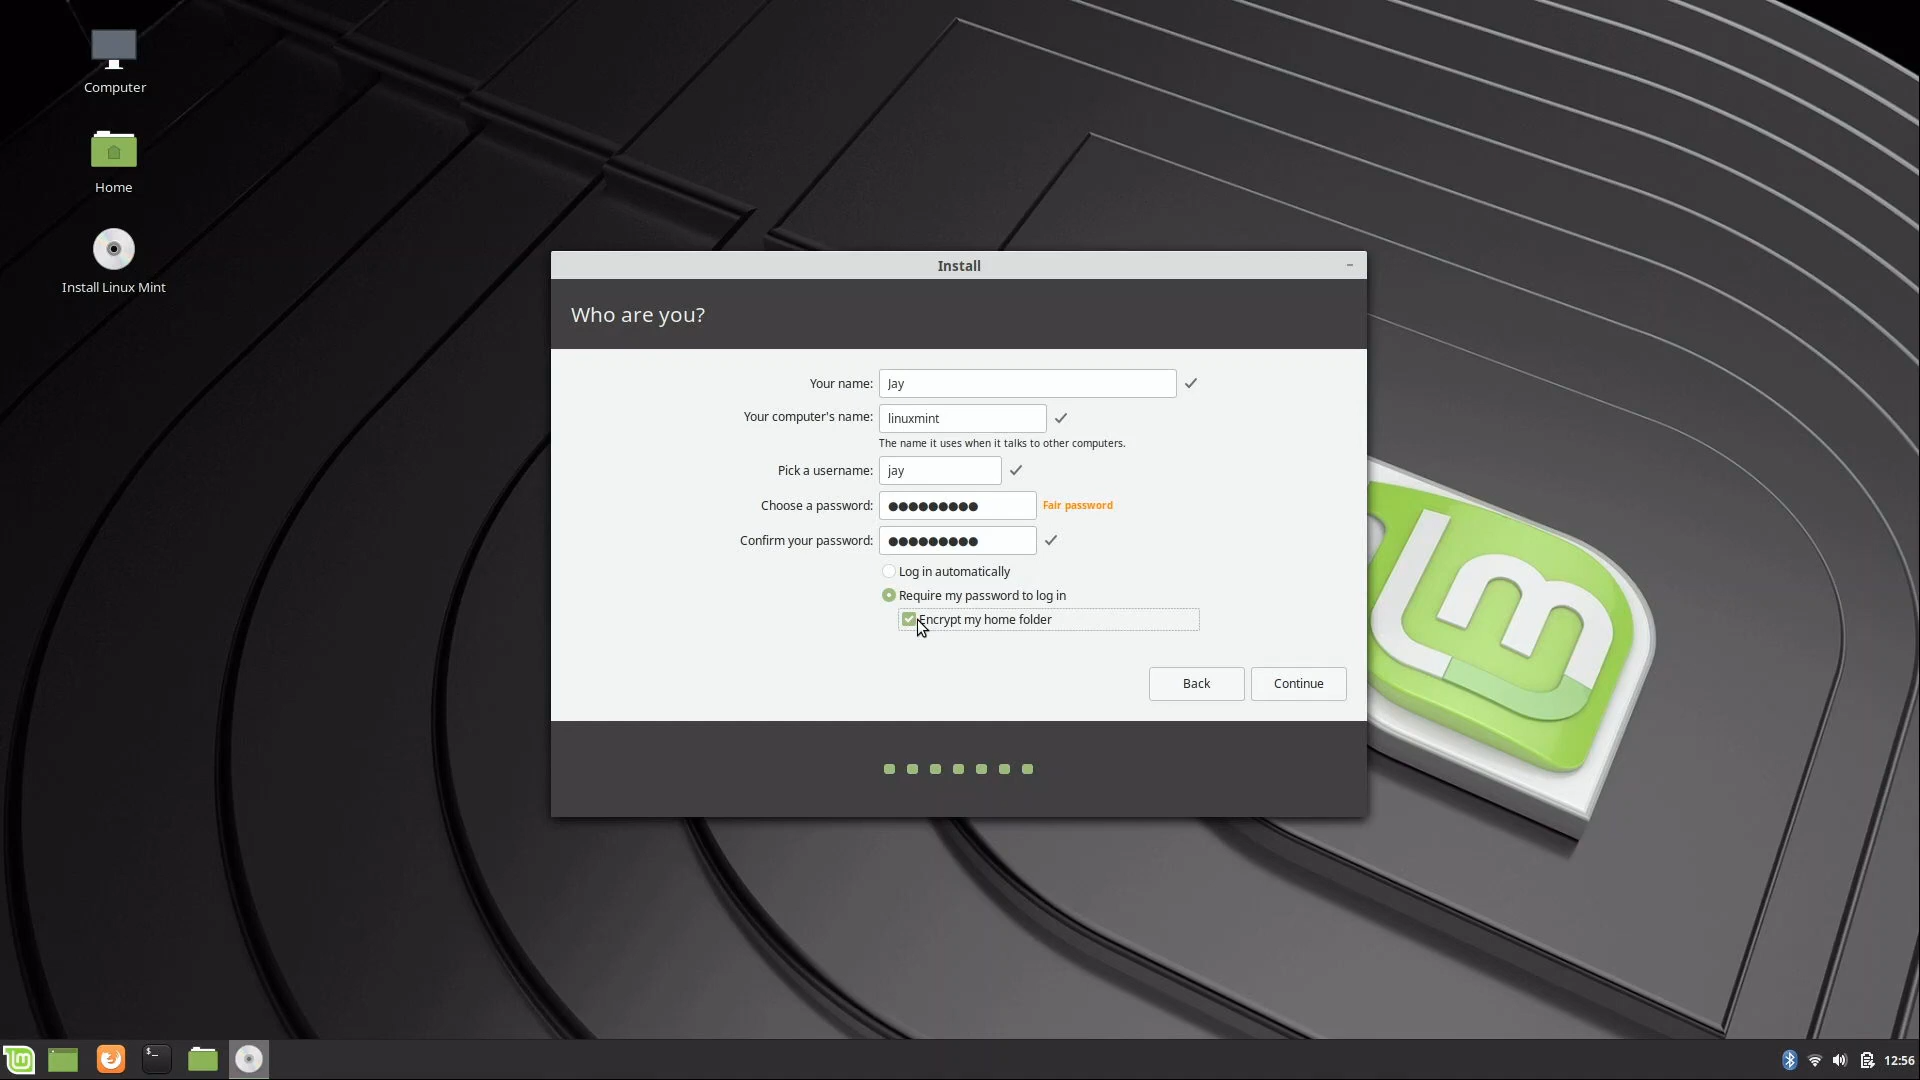 Computer
Home
Install Linux Mint
Install
Who are you?
Your name: Jay
Your computer's name: linuxmint
The name it uses when it talks to other computers.
Pick a username: jay
Choose a password: ●●●●●●●●● Fair password
Confirm your password: ●●●●●●●●●
Log in automatically
Require my password to log in
Encrypt my home folder
Back Continue
12:56